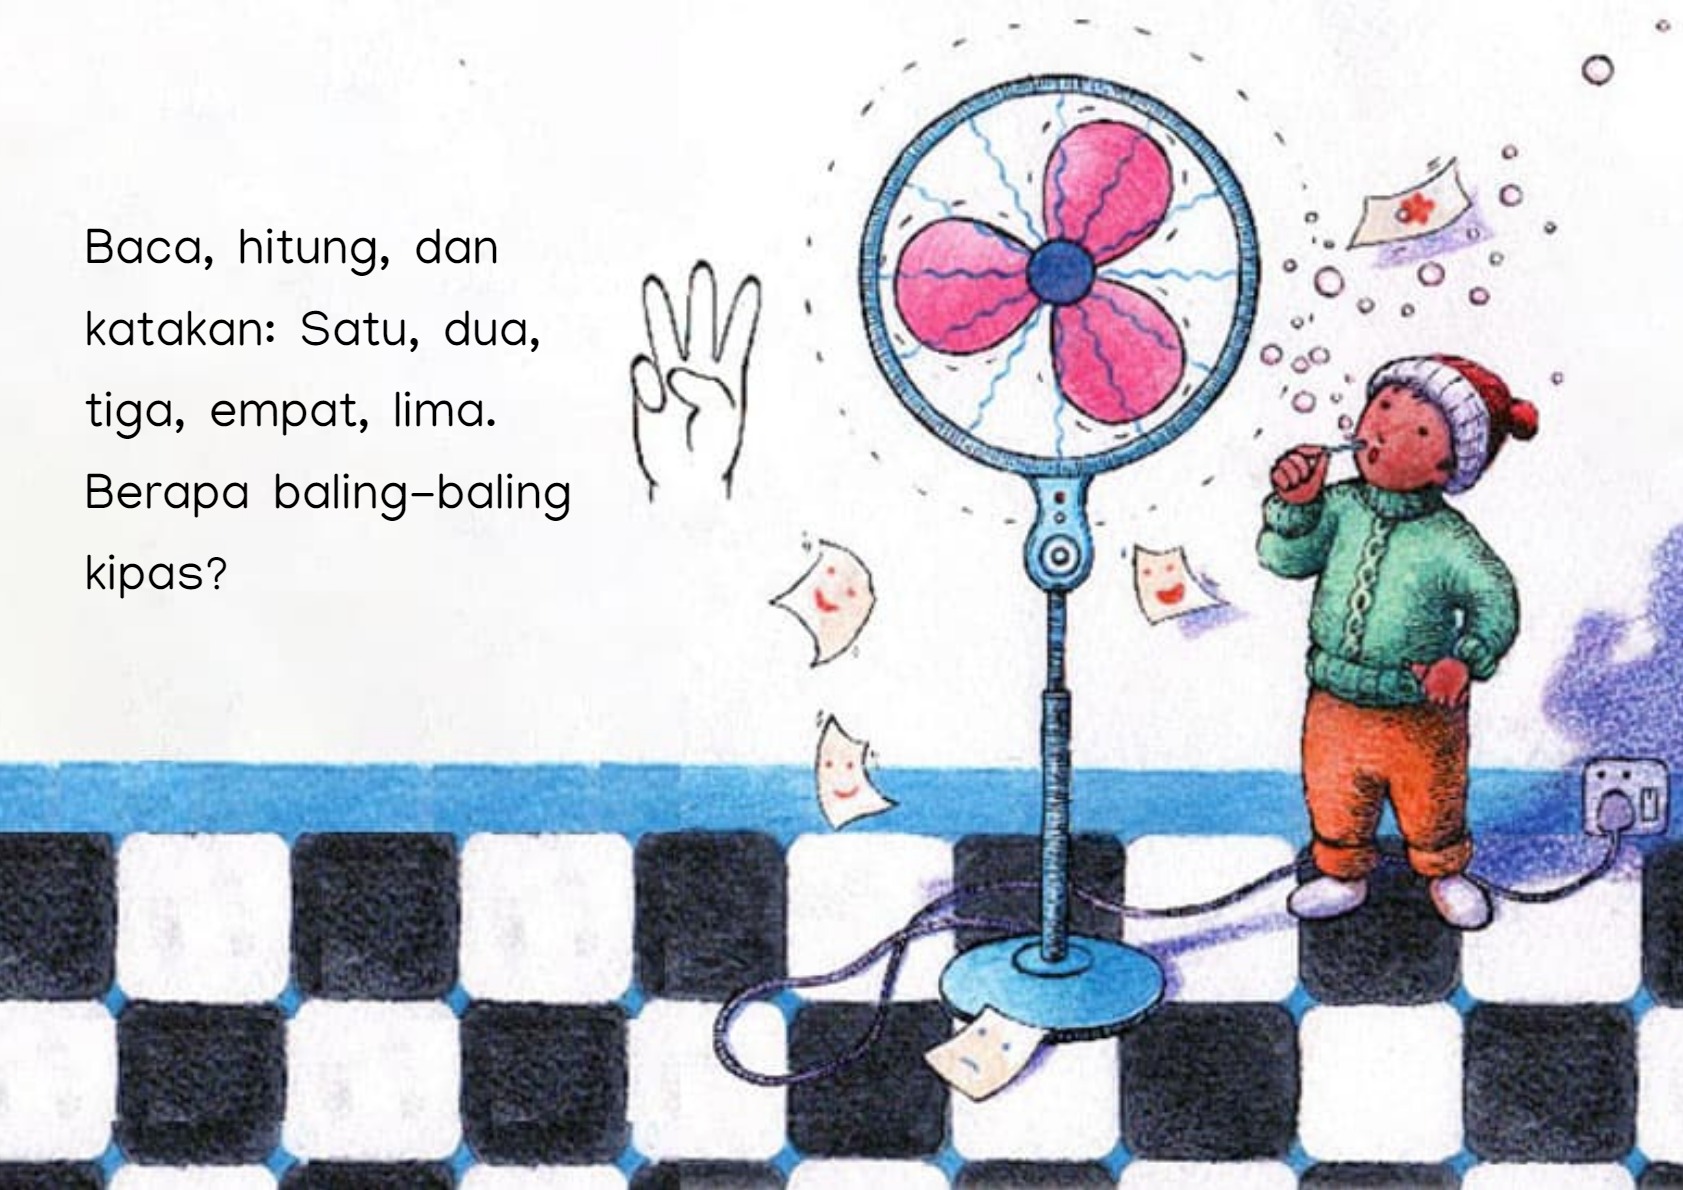 Baca, hitung, dan
katakan: Satu, dua,
tiga, empat, lima.
Berapa baling-baling
kipas?